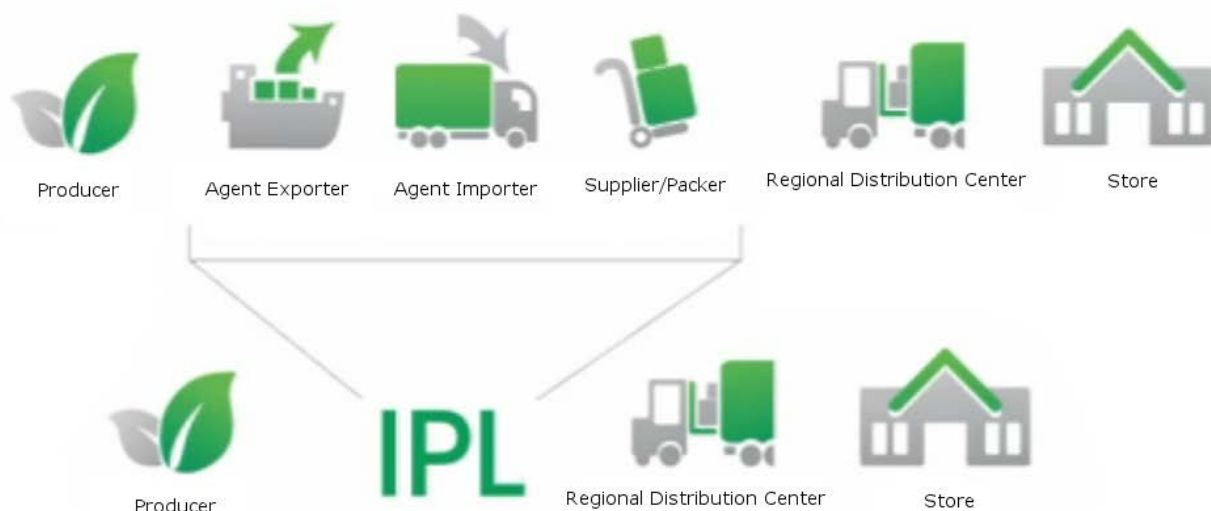 Producer
Agent Exporter
Agent Importer
Supplier/Packer
Regional Distribution Center
Store
IPL
Producer
Regional Distribution Center
Store